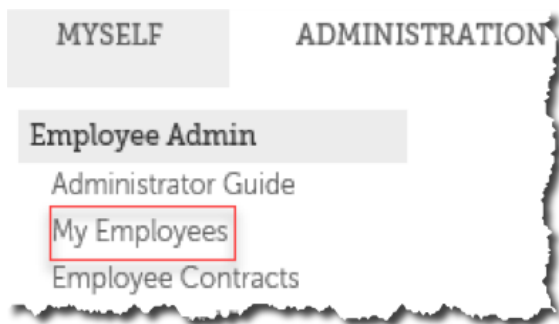 MYSELF ADMINISTRATION
Employee Admin
Administrator Guide
My Employees
Employee Contracts